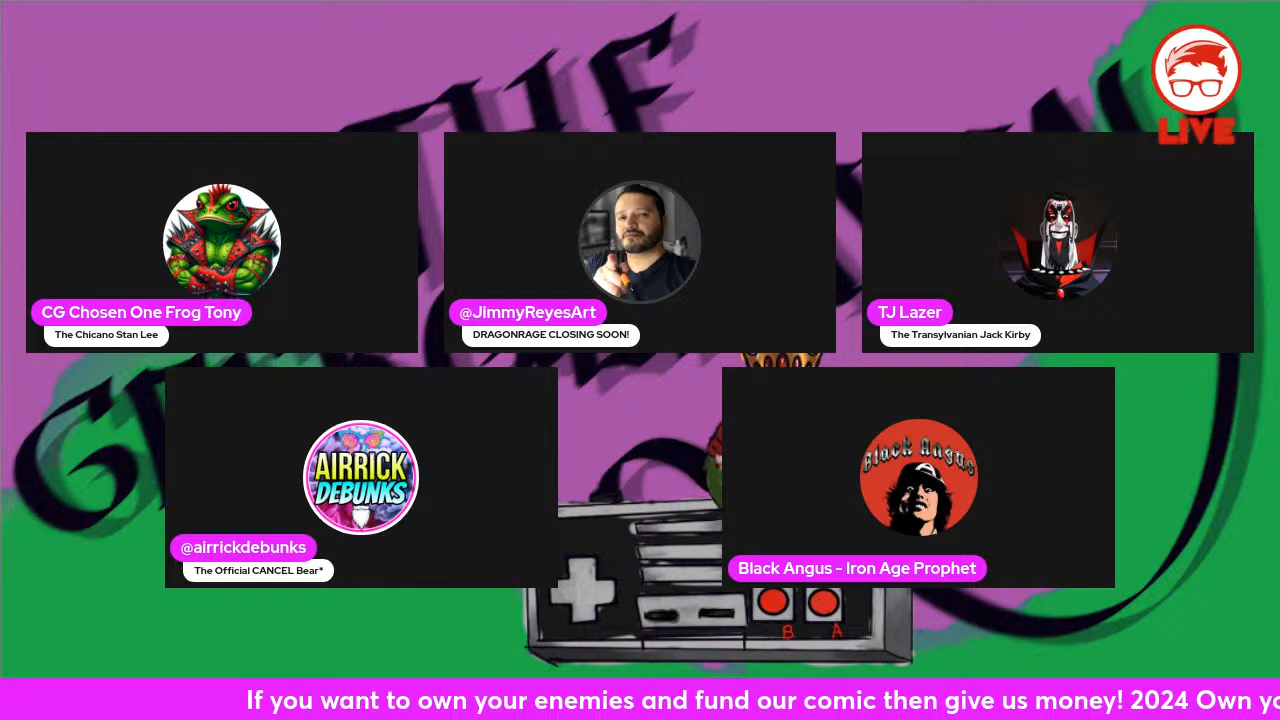 THE
LIVE
CG Chosen One Frog Tony
The Chicano Stan Lee
@JimmyReyesArt
DRAGONRAGE CLOSING SOON!
TJ Lazer
The Transylvanian Jack Kirby
AIRRICK
DEBUNKS
@airrickdebunks
The Official CANCEL Bear*
Black Angus
Black Angus - Iron Age Prophet
B A
If you want to own your enemies and fund our comic then give us money! 2024 Own yo